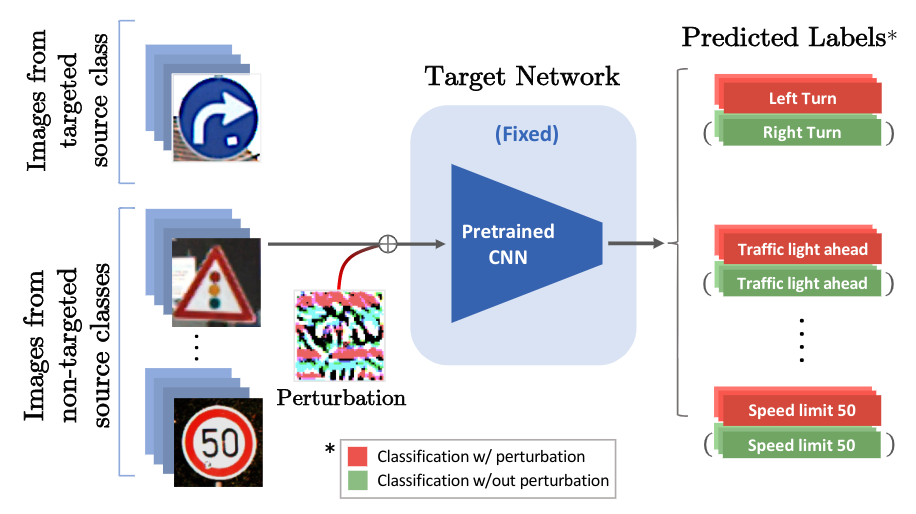 Images from
targeted
source class
Images from
non-targeted
source classes
50
Perturbation
Target Network
(Fixed)
Pretrained
CNN
Predicted Labels*
Left Turn
(Right Turn)
Traffic light ahead
(Traffic light ahead)
Speed limit 50
(Speed limit 50)
* Classification w/ perturbation
Classification w/out perturbation